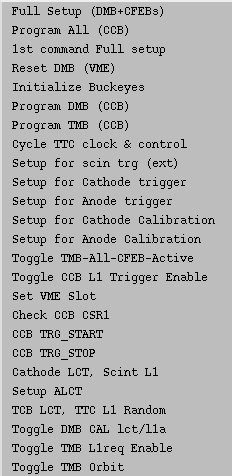 Full Setup (DMB+CFEBs)
Program All (CCB)
1st command Full setup
Reset DMB (VME)
Initialize Buckeyes
Program DMB (CCB)
Program TMB (CCB)
Cycle TTC clock & control
Setup for scin trg (ext)
Setup for Cathode trigger
Setup for Anode trigger
Setup for Cathode Calibration
Setup for Anode Calibration
Toggle TMB-All-CFEB-Active
Toggle CCB L1 Trigger Enable
Set VME Slot
Check CCB CSR1
CCB TRG_START
CCB TRG_STOP
Cathode LCT, Scint L1
Setup ALCT
TCB LCT, TTC L1 Random
Toggle DMB CAL lct/l1a
Toggle TMB L1req Enable
Toggle TMB Orbit